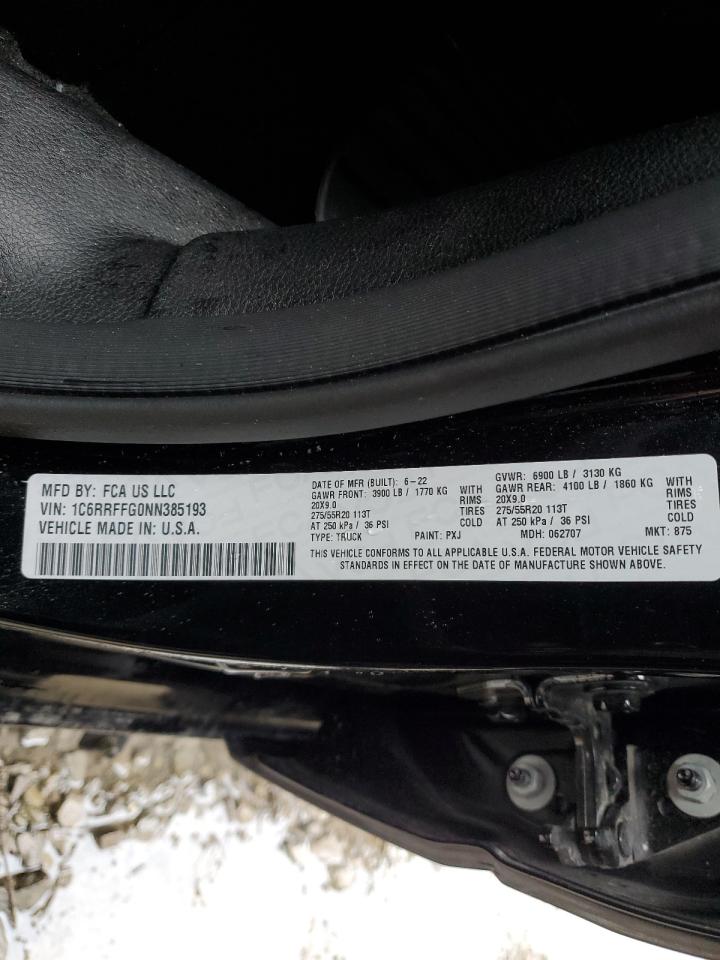 MFD BY: FCA US LLC
VIN: 1C6RRFFG0NN385193
VEHICLE MADE IN: U.S.A.
DATE OF MFR (BUILT): 6-22
GAWR FRONT: 3900 LB / 1770 KG WITH
20X9.0 RIMS
275/55R20 113T TIRES
AT 250 kPa / 36 PSI COLD
TYPE: TRUCK PAINT: PXJ
GVWR: 6900 LB / 3130 KG
GAWR REAR: 4100 LB / 1860 KG WITH
20X9.0 RIMS
275/55R20 113T TIRES
AT 250 kPa / 36 PSI COLD
MDH: 062707 MKT: 875
THIS VEHICLE CONFORMS TO ALL APPLICABLE U.S.A. FEDERAL MOTOR VEHICLE SAFETY
STANDARDS IN EFFECT ON THE DATE OF MANUFACTURE SHOWN ABOVE.